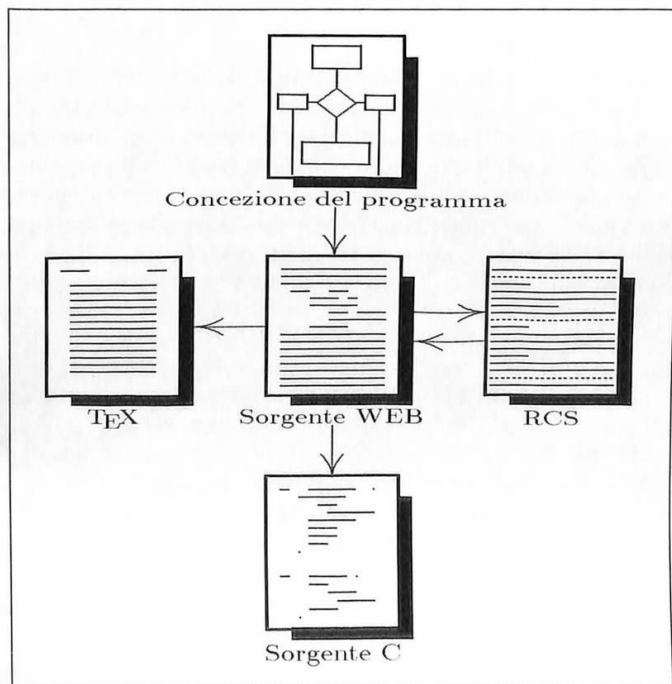 Concezione del programma
TEX
Sorgente WEB
RCS
Sorgente C